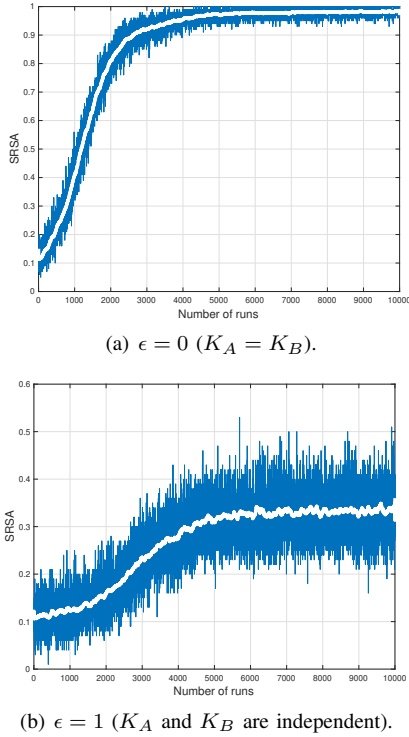 1
0.9
0.8
0.7
0.6
0.5
0.4
0.3
0.2
0.1
0
SRSA
0 1000 2000 3000 4000 5000 6000 7000 8000 9000 10000
Number of runs
(a) ϵ = 0 (K_A = K_B).
0.6
0.5
0.4
0.3
0.2
0.1
0
SRSA
0 1000 2000 3000 4000 5000 6000 7000 8000 9000 10000
Number of runs
(b) ϵ = 1 (K_A and K_B are independent).